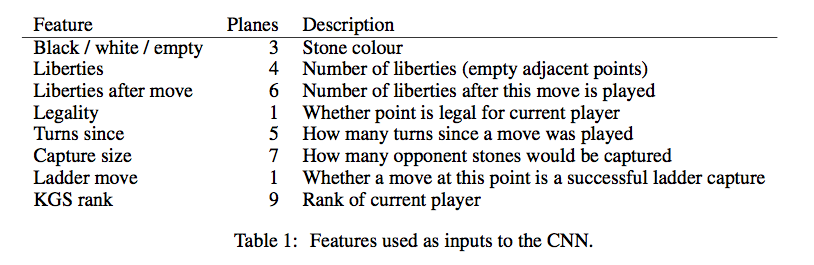 Feature Planes Description
Black / white / empty 3 Stone colour
Liberties 4 Number of liberties (empty adjacent points)
Liberties after move 6 Number of liberties after this move is played
Legality 1 Whether point is legal for current player
Turns since 5 How many turns since a move was played
Capture size 7 How many opponent stones would be captured
Ladder move 1 Whether a move at this point is a successful ladder capture
KGS rank 9 Rank of current player
Table 1: Features used as inputs to the CNN.